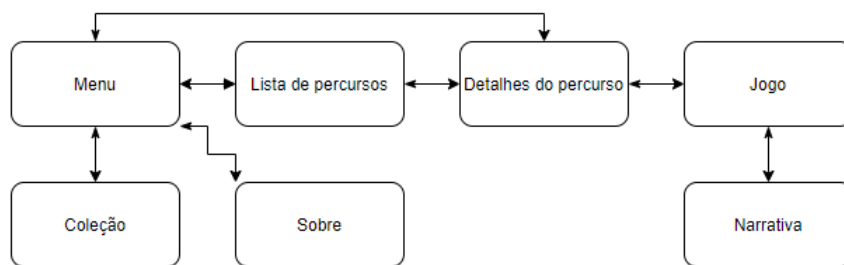 Menu
Lista de percursos
Detalhes do percurso
Jogo
Coleção
Sobre
Narrativa